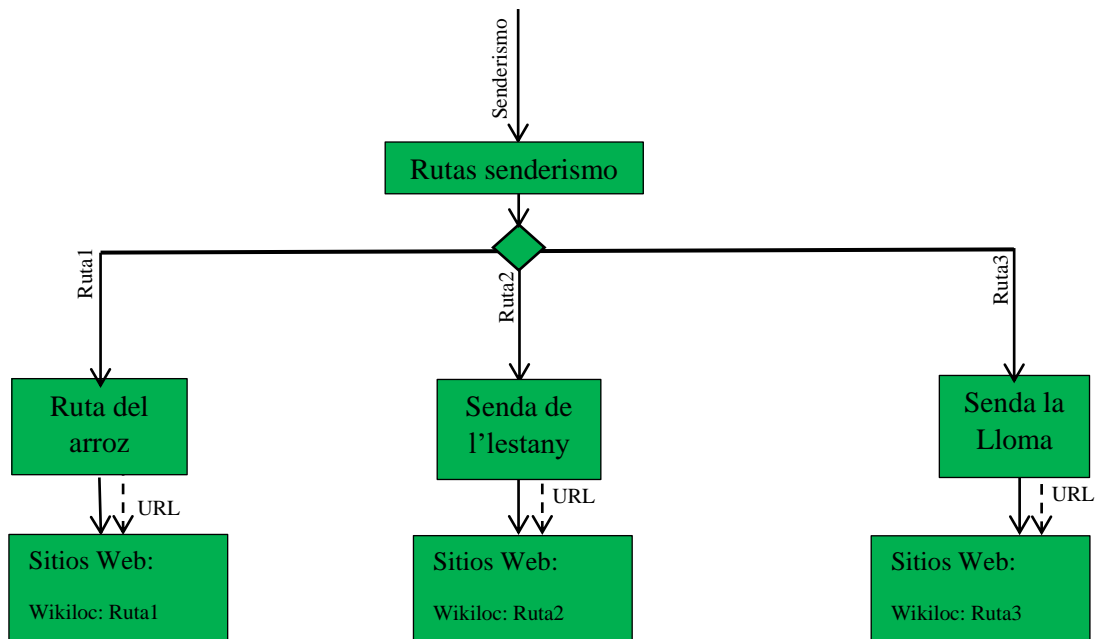 Senderismo
Rutas senderismo
Ruta1
Ruta2
Ruta3
Ruta del
arroz
Senda de
l’lestany
Senda la
Lloma
URL
URL
URL
Sitios Web:
Wikiloc: Ruta1
Sitios Web:
Wikiloc: Ruta2
Sitios Web:
Wikiloc: Ruta3